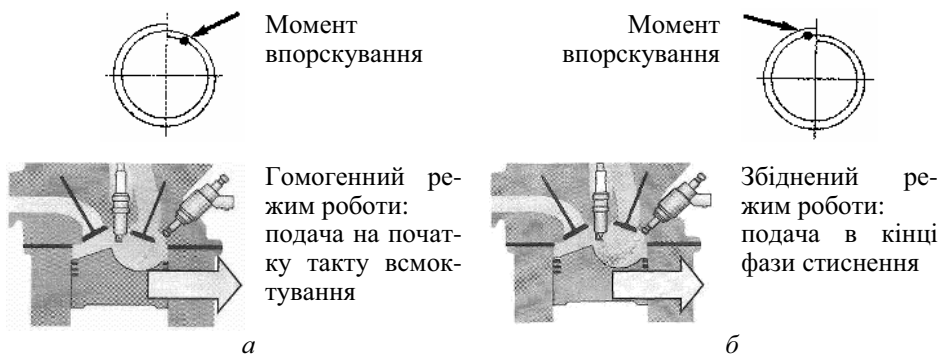 Момент
впорскування
Момент
впорскування
Гомогенний ре-
жим роботи:
подача на почат-
ку такту всмок-
тування
Збіднений ре-
жим роботи:
подача в кінці
фази стиснення
а
б